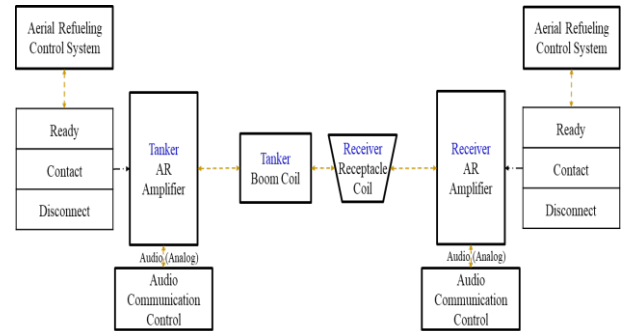 Aerial Refueling
Control System
Ready
Contact
Disconnect
Tanker
AR
Amplifier
Audio (Analog)
Audio
Communication
Control
Tanker
Boom Coil
Receiver
Receptacle
Coil
Receiver
AR
Amplifier
Audio (Analog)
Audio
Communication
Control
Aerial Refueling
Control System
Ready
Contact
Disconnect